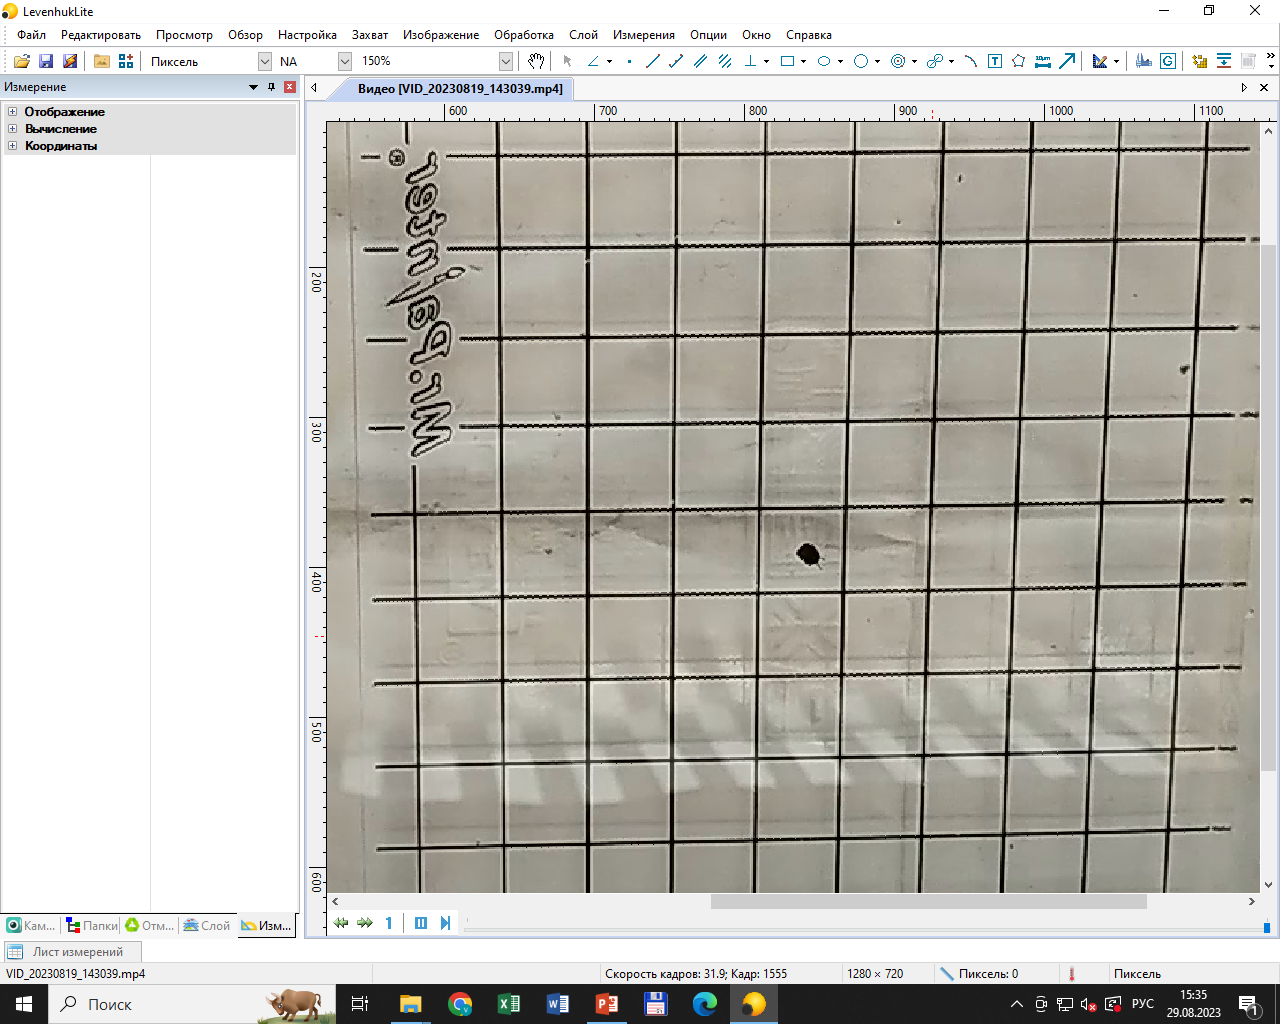 LevenhukLite
Файл Редактировать Просмотр Обзор Настройка Захват Изображение Обработка Слой Измерения Опции Окно Справка
Пиксель NA 150%
Измерение
Видео [VID_20230819_143039.mp4]
Отображение
Вычисление
Координаты
600 700 800 900 1000 1100
200
300
400
500
600
Mr.Painter®
1
Кам... Папки Отм... Слой Изм...
Лист измерений
VID_20230819_143039.mp4 Скорость кадров: 31.9; Кадр: 1555 1280 × 720 Пиксель: 0 Пиксель
Поиск
РУС
15:35
29.08.2023
1